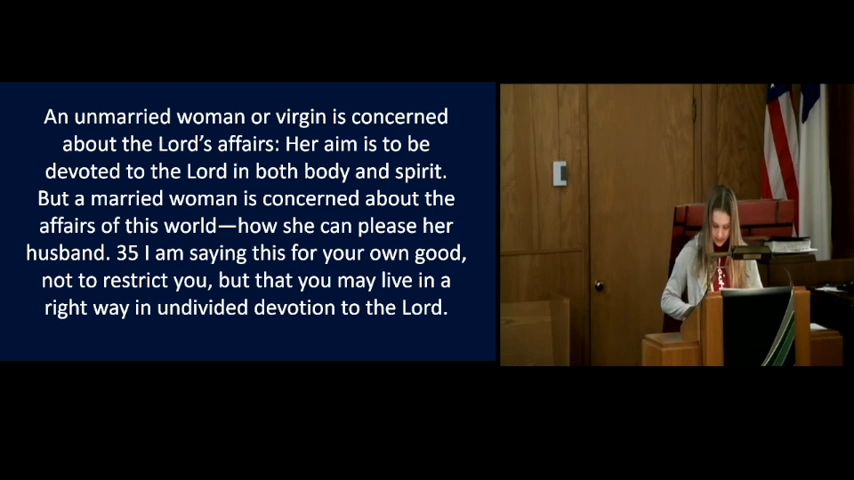 An unmarried woman or virgin is concerned
about the Lord’s affairs: Her aim is to be
devoted to the Lord in both body and spirit.
But a married woman is concerned about the
affairs of this world—how she can please her
husband. 35 I am saying this for your own good,
not to restrict you, but that you may live in a
right way in undivided devotion to the Lord.